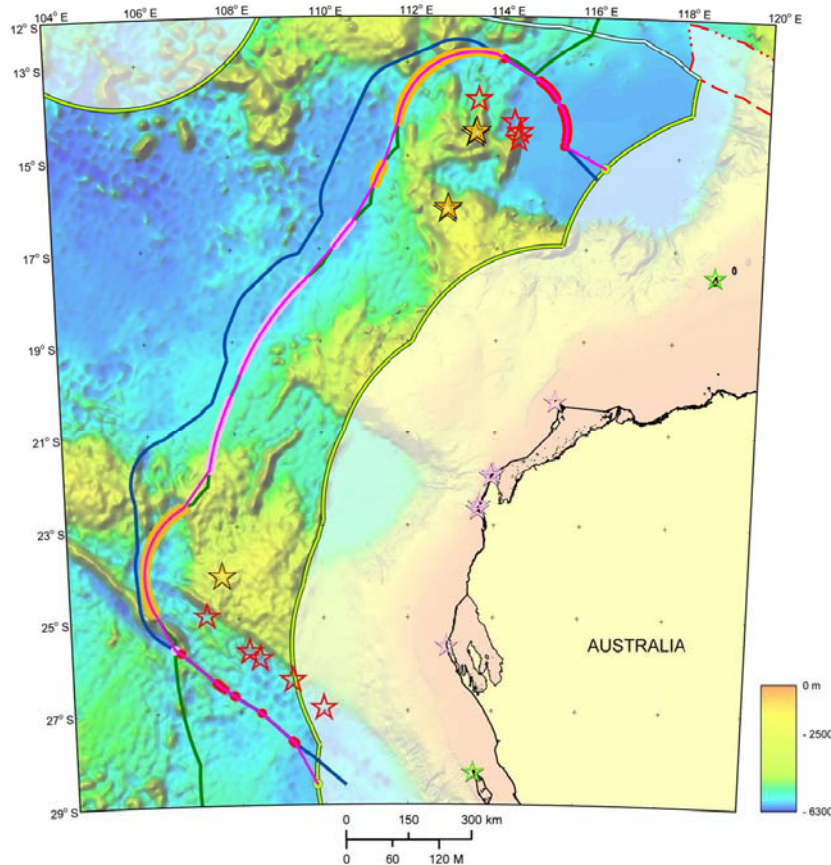 104° E
106° E
108° E
110° E
112° E
114° E
116° E
118° E
120° E
12° S
13° S
15° S
17° S
19° S
21° S
23° S
25° S
27° S
29° S
AUSTRALIA
0 m
- 2500
- 6300
0 150 300 km
0 60 120 M